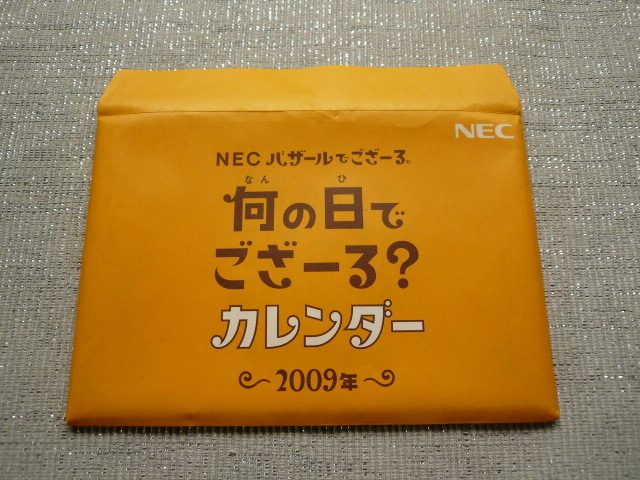 NEC
NEC バザールでござーる®
なん ひ
何の日で
ござーる?
カレンダー
〜2009年〜